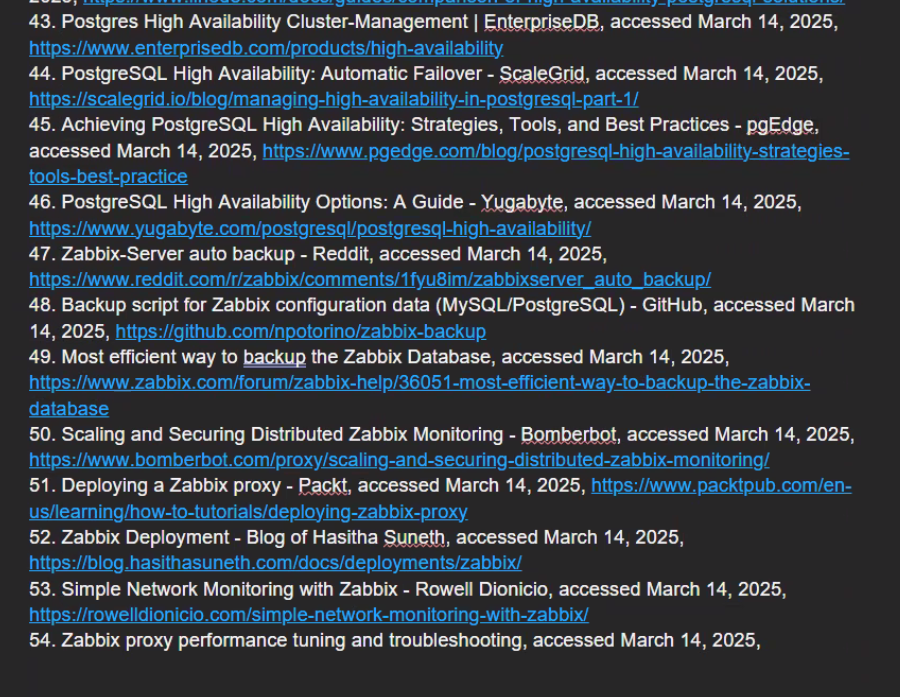 2025, https://www.linode.com/docs/guides/comparison-of-high-availability-postgresql-solutions/
43. Postgres High Availability Cluster-Management | EnterpriseDB, accessed March 14, 2025,
https://www.enterprisedb.com/products/high-availability
44. PostgreSQL High Availability: Automatic Failover - ScaleGrid, accessed March 14, 2025,
https://scalegrid.io/blog/managing-high-availability-in-postgresql-part-1/
45. Achieving PostgreSQL High Availability: Strategies, Tools, and Best Practices - pgEdge,
accessed March 14, 2025, https://www.pgedge.com/blog/postgresql-high-availability-strategies-
tools-best-practice
46. PostgreSQL High Availability Options: A Guide - Yugabyte, accessed March 14, 2025,
https://www.yugabyte.com/postgresql/postgresql-high-availability/
47. Zabbix-Server auto backup - Reddit, accessed March 14, 2025,
https://www.reddit.com/r/zabbix/comments/1fyu8im/zabbixserver_auto_backup/
48. Backup script for Zabbix configuration data (MySQL/PostgreSQL) - GitHub, accessed March
14, 2025, https://github.com/npotorino/zabbix-backup
49. Most efficient way to backup the Zabbix Database, accessed March 14, 2025,
https://www.zabbix.com/forum/zabbix-help/36051-most-efficient-way-to-backup-the-zabbix-
database
50. Scaling and Securing Distributed Zabbix Monitoring - Bomberbot, accessed March 14, 2025,
https://www.bomberbot.com/proxy/scaling-and-securing-distributed-zabbix-monitoring/
51. Deploying a Zabbix proxy - Packt, accessed March 14, 2025, https://www.packtpub.com/en-
us/learning/how-to-tutorials/deploying-zabbix-proxy
52. Zabbix Deployment - Blog of Hasitha Suneth, accessed March 14, 2025,
https://blog.hasithasuneth.com/docs/deployments/zabbix/
53. Simple Network Monitoring with Zabbix - Rowell Dionicio, accessed March 14, 2025,
https://rowelldionicio.com/simple-network-monitoring-with-zabbix/
54. Zabbix proxy performance tuning and troubleshooting, accessed March 14, 2025,